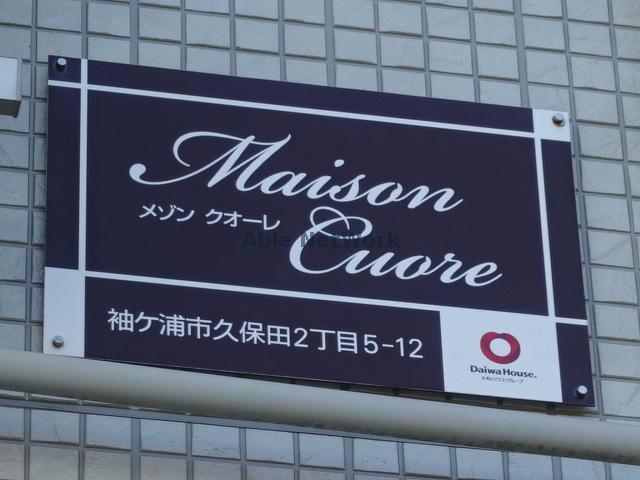 Maison
メゾン クオーレ
Cuore
Able Network
袖ケ浦市久保田2丁目5-12
Daiwa House®
大和ハウスグループ